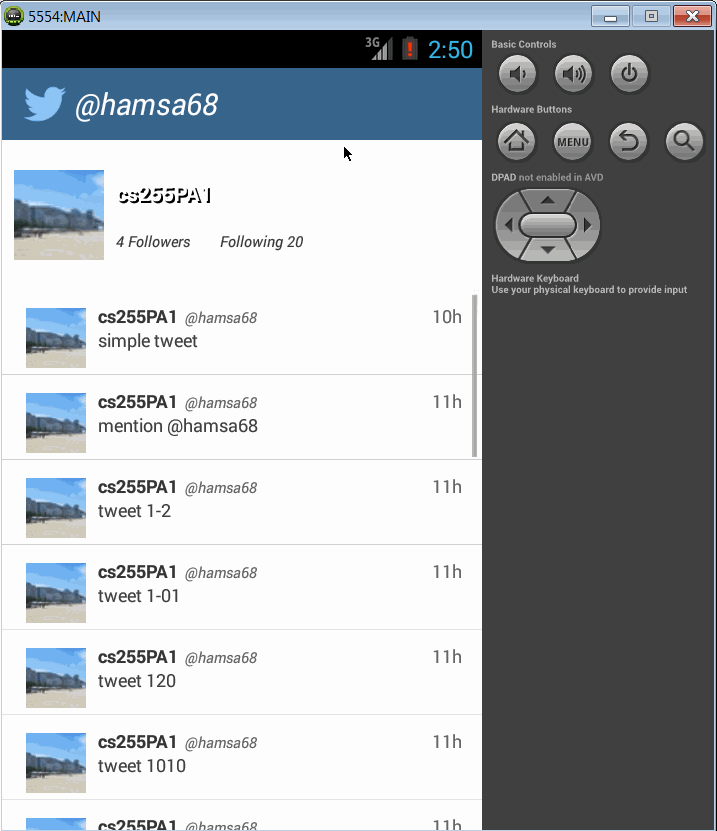 5554:MAIN
3G 2:50
@hamsa68
cs255PA1
4 Followers Following 20
cs255PA1 @hamsa68 10h
simple tweet
cs255PA1 @hamsa68 11h
mention @hamsa68
cs255PA1 @hamsa68 11h
tweet 1-2
cs255PA1 @hamsa68 11h
tweet 1-01
cs255PA1 @hamsa68 11h
tweet 120
cs255PA1 @hamsa68 11h
tweet 1010
cs255PA1 @hamsa68 11h
Basic Controls
Hardware Buttons
MENU
DPAD not enabled in AVD
Hardware Keyboard
Use your physical keyboard to provide input